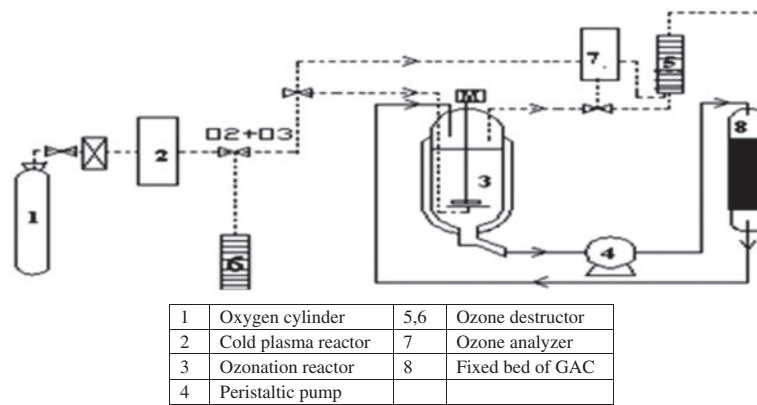 7.
5
M
8
O2+O3
2
3
1
4
6
1 Oxygen cylinder 5,6 Ozone destructor
2 Cold plasma reactor 7 Ozone analyzer
3 Ozonation reactor 8 Fixed bed of GAC
4 Peristaltic pump